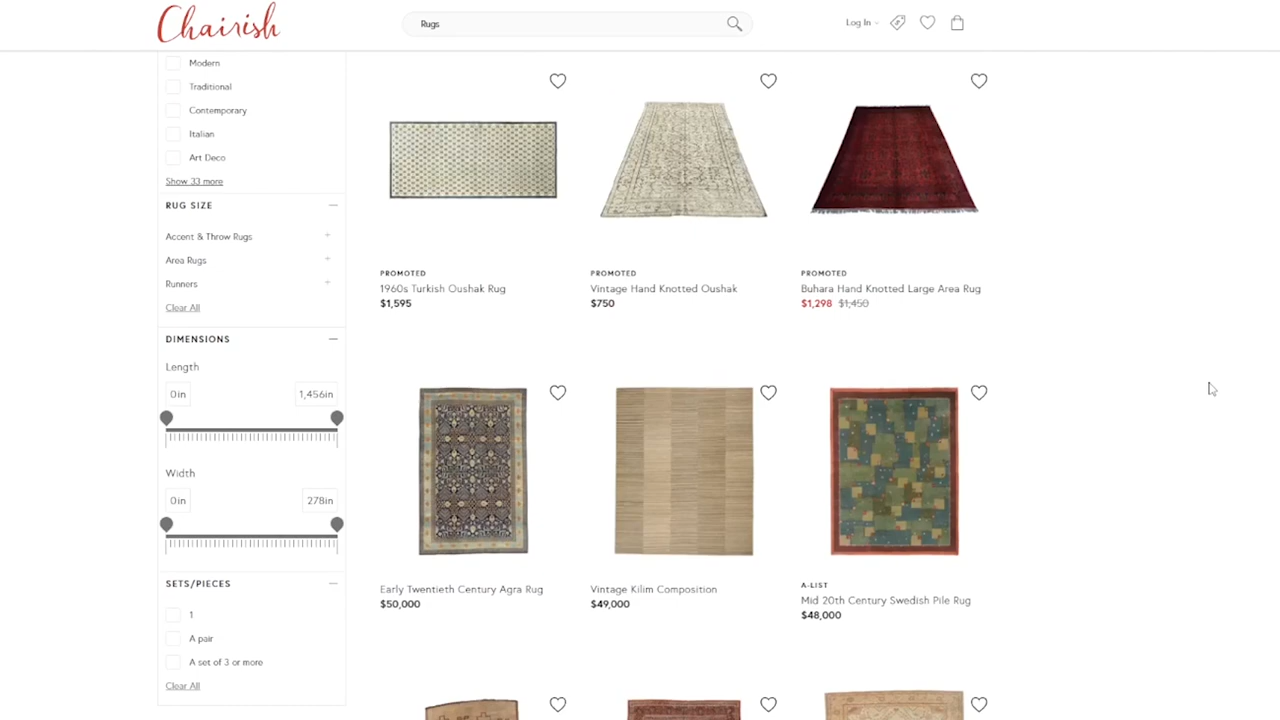 Chairish
Rugs
Log In
Modern
Traditional
Contemporary
Italian
Art Deco
Show 33 more
RUG SIZE
Accent & Throw Rugs
Area Rugs
Runners
Clear All
DIMENSIONS
Length
0in
1,456in
Width
0in
278in
SETS/PIECES
1
A pair
A set of 3 or more
Clear All
PROMOTED
1960s Turkish Oushak Rug
$1,595
PROMOTED
Vintage Hand Knotted Oushak
$750
PROMOTED
Buhara Hand Knotted Large Area Rug
$1,298 $1,450
Early Twentieth Century Agra Rug
$50,000
Vintage Kilim Composition
$49,000
A-LIST
Mid 20th Century Swedish Pile Rug
$48,000